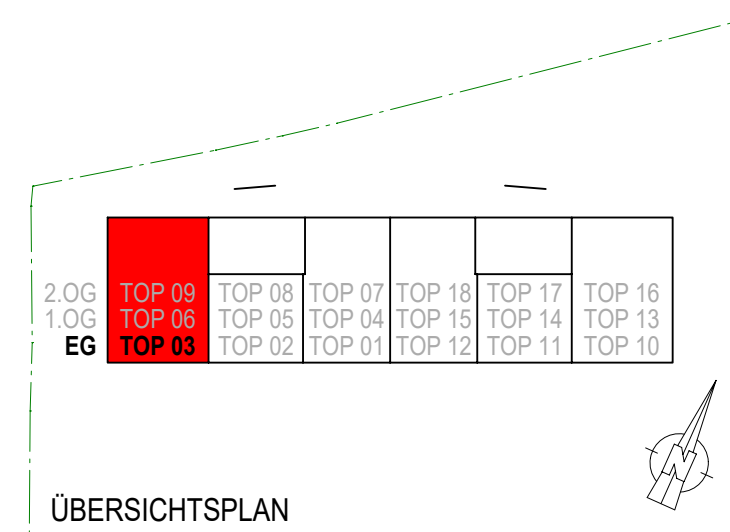 2.OG TOP 09 TOP 08 TOP 07 TOP 18 TOP 17 TOP 16
1.OG TOP 06 TOP 05 TOP 04 TOP 15 TOP 14 TOP 13
EG TOP 03 TOP 02 TOP 01 TOP 12 TOP 11 TOP 10
N
ÜBERSICHTSPLAN